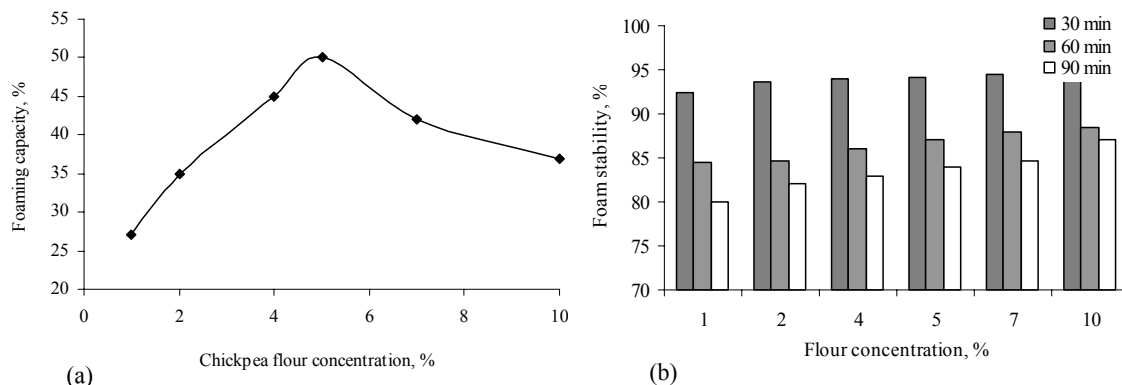 55
50
45
40
35
30
25
20
Foaming capacity, %
0 2 4 6 8 10
Chickpea flour concentration, %
(a)
100
95
90
85
80
75
70
Foam stability, %
30 min
60 min
90 min
1 2 4 5 7 10
Flour concentration, %
(b)